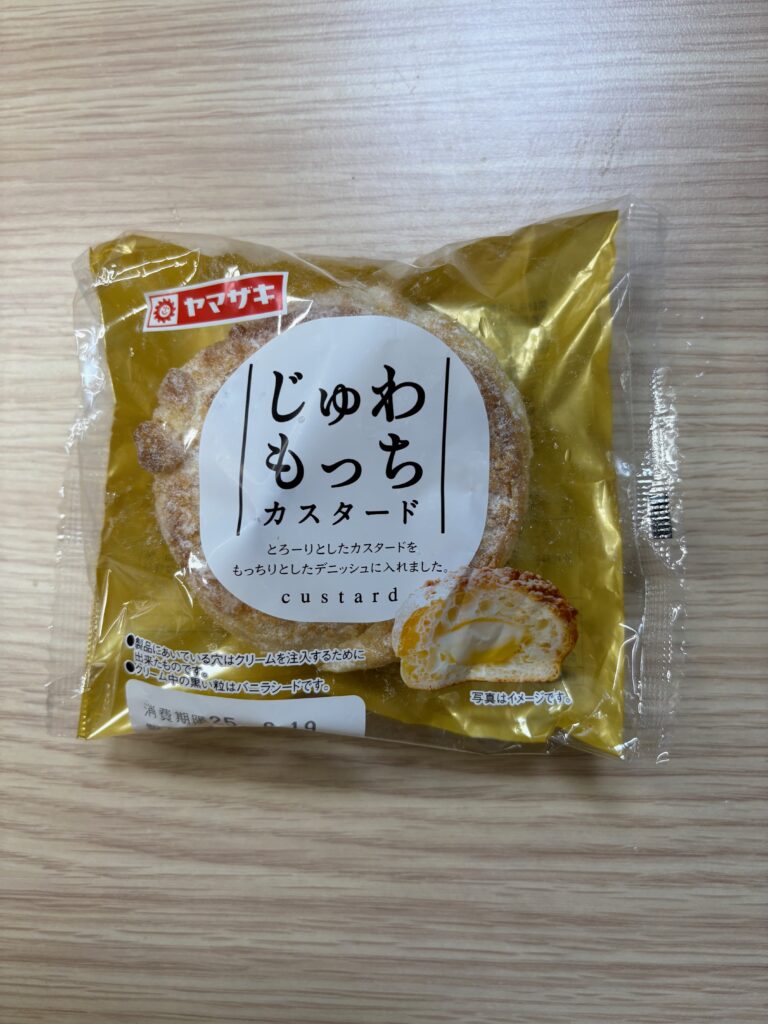 ヤマザキ
じゅわ
もっち
カスタード
とろーりとしたカスタードを
もっちりとしたデニッシュに入れました。
custard
●製品にあいている穴はクリームを注入するために
出来たものです。
●クリーム中の黒い粒はバニラシードです。
写真はイメージです。
消費期限25. 8.19